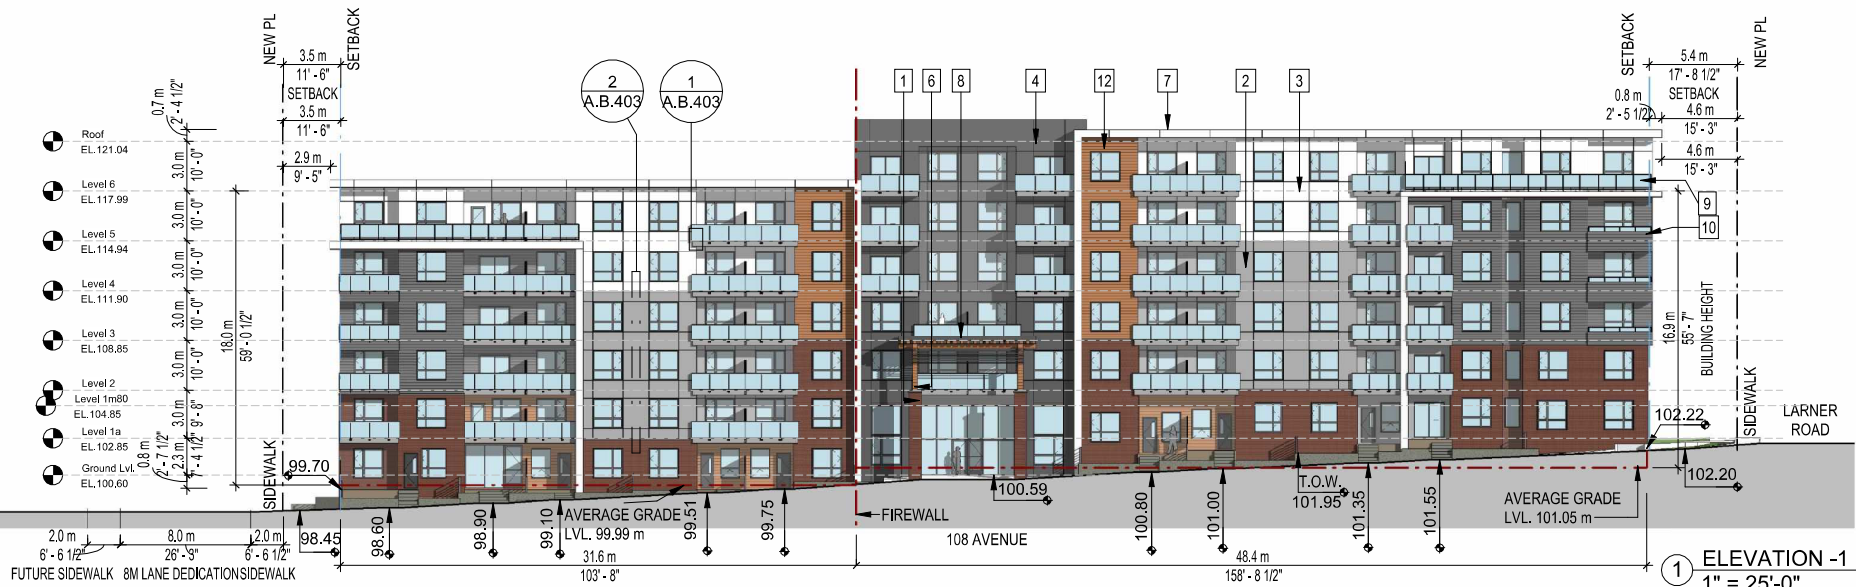 NEW PL
SETBACK
3.5 m
11' - 6"
SETBACK
3.5 m
11' - 6"
2.9 m
9' - 5"
0.7 m
2' - 4 1/2"
2
A.B.403
1
A.B.403
1
6
8
4
12
7
2
3
SETBACK
NEW PL
5.4 m
17' - 8 1/2"
SETBACK
0.8 m
2' - 5 1/2"
4.6 m
15' - 3"
4.6 m
15' - 3"
9
10
Roof
EL.121.04
Level 6
EL.117.99
Level 5
EL.114.94
Level 4
EL.111.90
Level 3
EL.108.85
Level 2
Level 1m80
EL.104.85
Level 1a
EL.102.85
Ground Lvl.
EL.100.60
3.0 m
10' - 0"
3.0 m
10' - 0"
3.0 m
10' - 0"
3.0 m
10' - 0"
3.0 m
10' - 0"
3.0 m
9' - 8"
2.3 m
7' - 4 1/2"
0.8 m
2' - 7 1/2"
18.0 m
59' - 0 1/2"
16.9 m
55' - 7"
BUILDING HEIGHT
SIDEWALK
SIDEWALK
LARNER
ROAD
99.70
98.45
98.60
98.90
99.10
AVERAGE GRADE
LVL. 99.99 m
99.51
99.75
FIREWALL
100.59
108 AVENUE
100.80
101.00
T.O.W.
101.95
101.35
101.55
AVERAGE GRADE
LVL. 101.05 m
102.22
102.20
2.0 m
6' - 6 1/2"
8.0 m
26' - 3"
2.0 m
6' - 6 1/2"
31.6 m
103' - 8"
48.4 m
158' - 8 1/2"
FUTURE SIDEWALK
8M LANE DEDICATION
SIDEWALK
1
ELEVATION -1
1" = 25'-0"